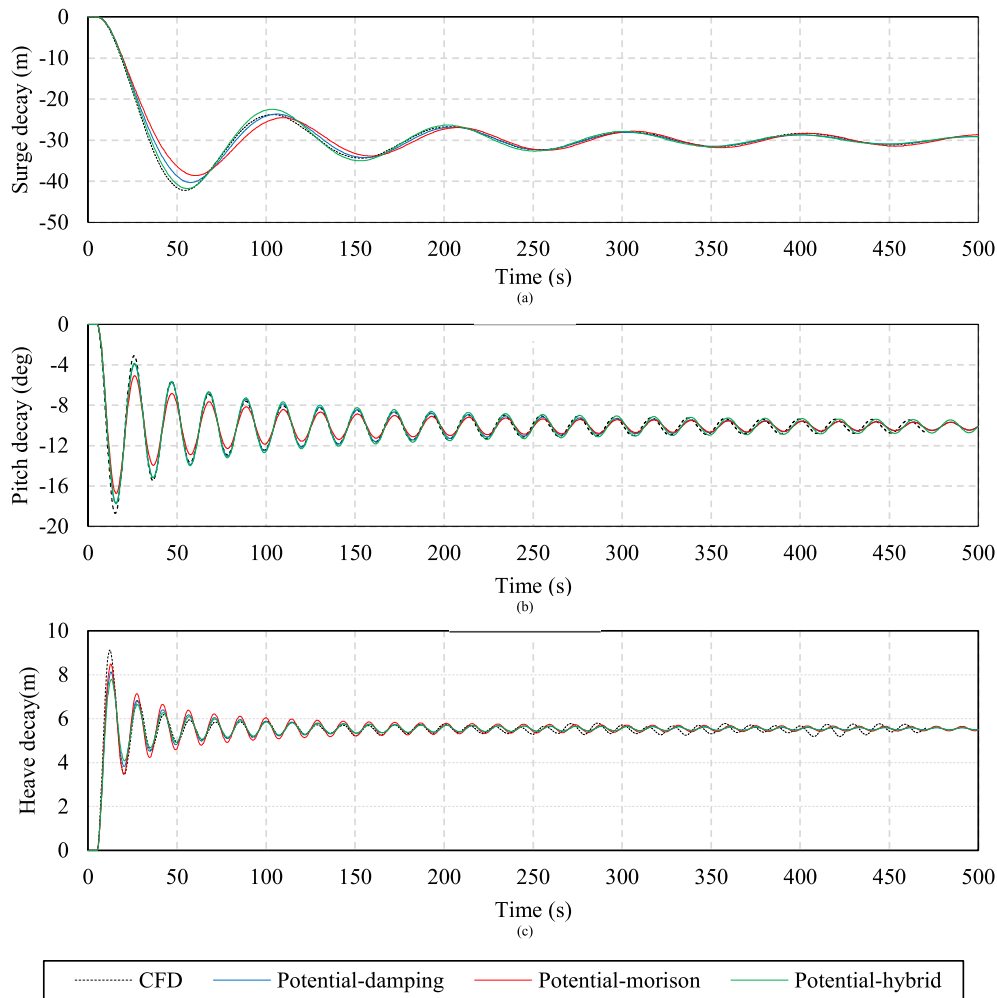 Surge decay (m)
0
-10
-20
-30
-40
-50
0 50 100 150 200 250 300 350 400 450 500
Time (s)
(a)
Pitch decay (deg)
0
-4
-8
-12
-16
-20
0 50 100 150 200 250 300 350 400 450 500
Time (s)
(b)
Heave decay(m)
10
8
6
4
2
0
0 50 100 150 200 250 300 350 400 450 500
Time (s)
(c)
CFD Potential-damping Potential-morison Potential-hybrid